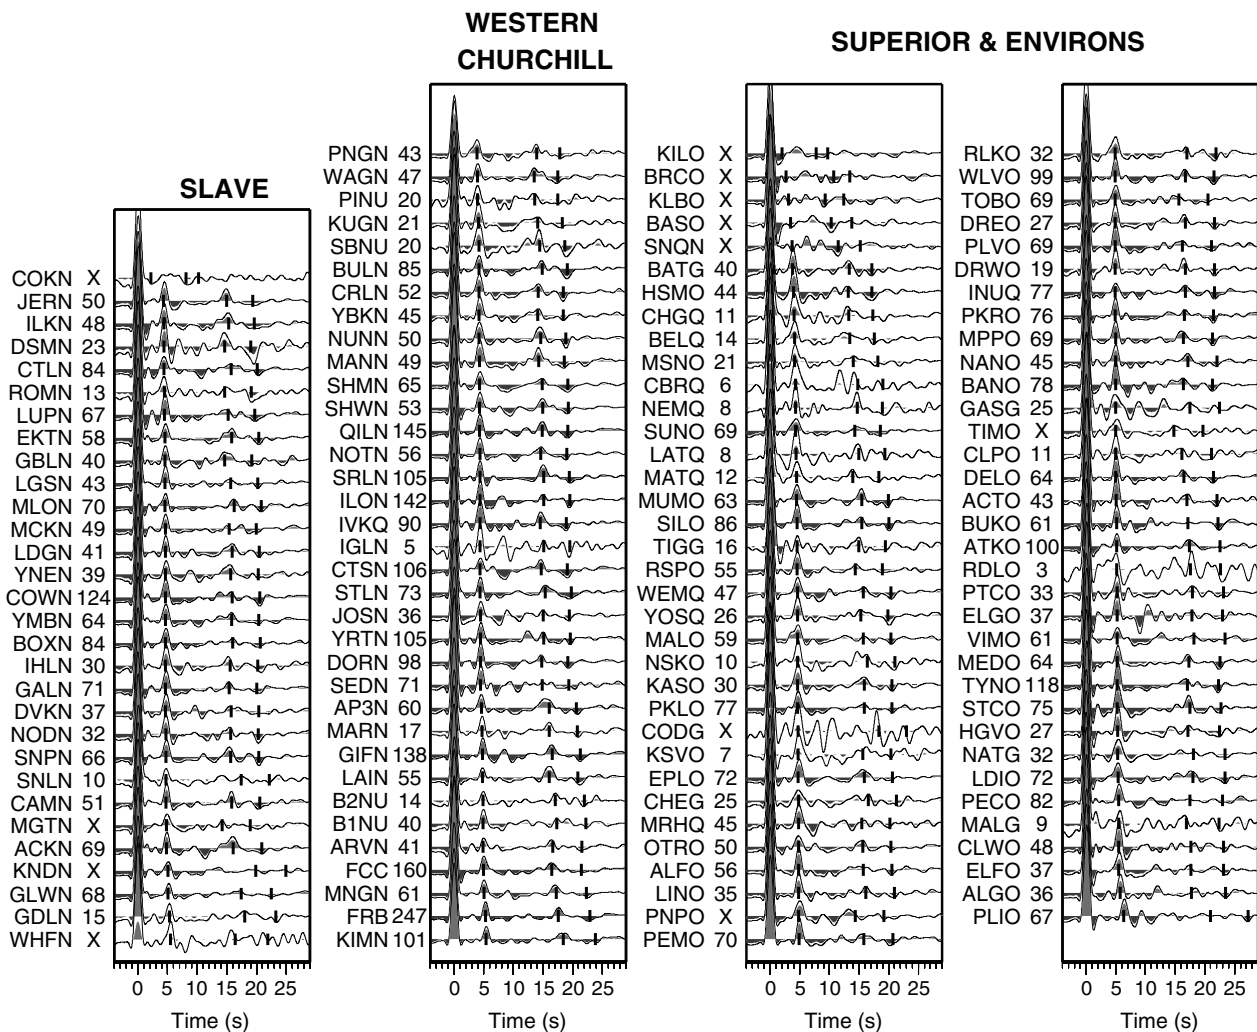 WESTERN
CHURCHILL
SUPERIOR & ENVIRONS
SLAVE
COKN X
JERN 50
ILKN 48
DSMN 23
CTLN 84
ROMN 13
LUPN 67
EKTN 58
GBLN 40
LGSN 43
MLON 70
MCKN 49
LDGN 41
YNEN 39
COWN 124
YMBN 64
BOXN 84
IHLN 30
GALN 71
DVKN 37
NODN 32
SNPN 66
SNLN 10
CAMN 51
MGTN X
ACKN 69
KNDN X
GLWN 68
GDLN 15
WHFN X
0 5 10 15 20 25
Time (s)
PNGN 43
WAGN 47
PINU 20
KUGN 21
SBNU 20
BULN 85
CRLN 52
YBKN 45
NUNN 50
MANN 49
SHMN 65
SHWN 53
QILN 145
NOTN 56
SRLN 105
ILON 142
IVKQ 90
IGLN 5
CTSN 106
STLN 73
JOSN 36
YRTN 105
DORN 98
SEDN 71
AP3N 60
MARN 17
GIFN 138
LAIN 55
B2NU 14
B1NU 40
ARVN 41
FCC 160
MNGN 61
FRB 247
KIMN 101
0 5 10 15 20 25
Time (s)
KILO X
BRCO X
KLBO X
BASO X
SNQN X
BATG 40
HSMO 44
CHGQ 11
BELQ 14
MSNO 21
CBRQ 6
NEMQ 8
SUNO 69
LATQ 8
MATQ 12
MUMO 63
SILO 86
TIGG 16
RSPO 55
WEMQ 47
YOSQ 26
MALO 59
NSKO 10
KASO 30
PKLO 77
CODG X
KSVO 7
EPLO 72
CHEG 25
MRHQ 45
OTRO 50
ALFO 56
LINO 35
PNPO X
PEMO 70
0 5 10 15 20 25
Time (s)
RLKO 32
WLVO 99
TOBO 69
DREO 27
PLVO 69
DRWO 19
INUQ 77
PKRO 76
MPPO 69
NANO 45
BANO 78
GASG 25
TIMO X
CLPO 11
DELO 64
ACTO 43
BUKO 61
ATKO 100
RDLO 3
PTCO 33
ELGO 37
VIMO 61
MEDO 64
TYNO 118
STCO 75
HGVO 27
NATG 32
LDIO 72
PECO 82
MALG 9
CLWO 48
ELFO 37
ALGO 36
PLIO 67
0 5 10 15 20 25
Time (s)